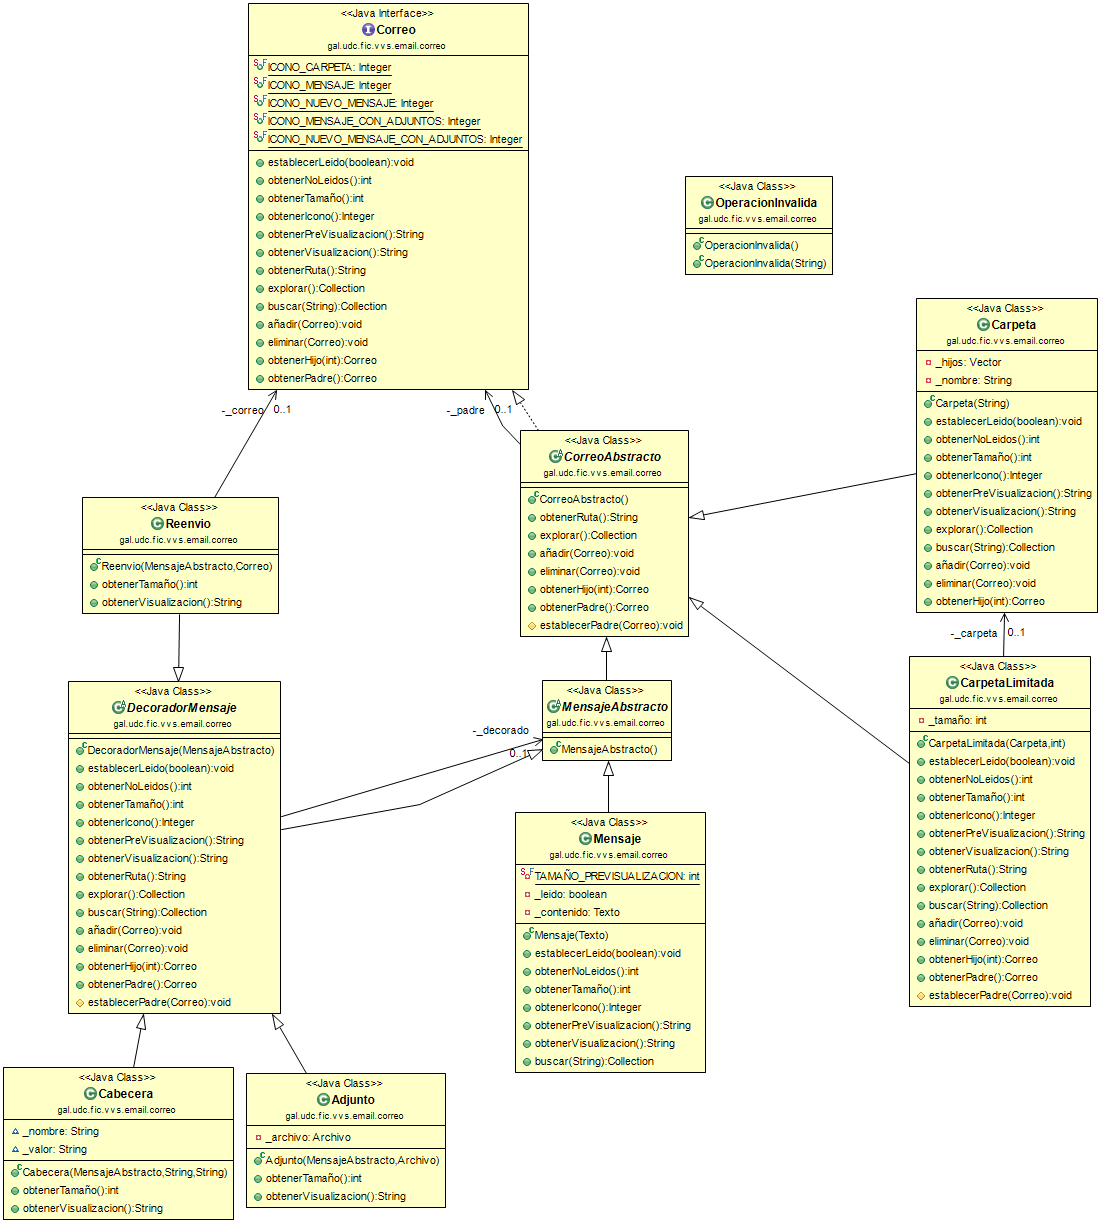 <<Java Interface>>
Correo
gal.udc.fic.vvs.email.correo
ICONO_CARPETA: Integer
ICONO_MENSAJE: Integer
ICONO_NUEVO_MENSAJE: Integer
ICONO_MENSAJE_CON_ADJUNTOS: Integer
ICONO_NUEVO_MENSAJE_CON_ADJUNTOS: Integer
establecerLeido(boolean):void
obtenerNoLeidos():int
obtenerTamaño():int
obtenerIcono():Integer
obtenerPreVisualizacion():String
obtenerVisualizacion():String
obtenerRuta():String
explorar():Collection
buscar(String):Collection
añadir(Correo):void
eliminar(Correo):void
obtenerHijo(int):Correo
obtenerPadre():Correo
<<Java Class>>
OperacionInvalida
gal.udc.fic.vvs.email.correo
OperacionInvalida()
OperacionInvalida(String)
<<Java Class>>
Carpeta
gal.udc.fic.vvs.email.correo
_hijos: Vector
_nombre: String
Carpeta(String)
establecerLeido(boolean):void
obtenerNoLeidos():int
obtenerTamaño():int
obtenerIcono():Integer
obtenerPreVisualizacion():String
obtenerVisualizacion():String
explorar():Collection
buscar(String):Collection
añadir(Correo):void
eliminar(Correo):void
obtenerHijo(int):Correo
-_correo 0..1
-_padre 0..1
<<Java Class>>
CorreoAbstracto
gal.udc.fic.vvs.email.correo
CorreoAbstracto()
obtenerRuta():String
explorar():Collection
añadir(Correo):void
eliminar(Correo):void
obtenerHijo(int):Correo
obtenerPadre():Correo
establecerPadre(Correo):void
<<Java Class>>
Reenvio
gal.udc.fic.vvs.email.correo
Reenvio(MensajeAbstracto,Correo)
obtenerTamaño():int
obtenerVisualizacion():String
-_carpeta 0..1
<<Java Class>>
CarpetaLimitada
gal.udc.fic.vvs.email.correo
_tamaño: int
CarpetaLimitada(Carpeta,int)
establecerLeido(boolean):void
obtenerNoLeidos():int
obtenerTamaño():int
obtenerIcono():Integer
obtenerPreVisualizacion():String
obtenerVisualizacion():String
obtenerRuta():String
explorar():Collection
buscar(String):Collection
añadir(Correo):void
eliminar(Correo):void
obtenerHijo(int):Correo
obtenerPadre():Correo
establecerPadre(Correo):void
<<Java Class>>
DecoradorMensaje
gal.udc.fic.vvs.email.correo
DecoradorMensaje(MensajeAbstracto)
establecerLeido(boolean):void
obtenerNoLeidos():int
obtenerTamaño():int
obtenerIcono():Integer
obtenerPreVisualizacion():String
obtenerVisualizacion():String
obtenerRuta():String
explorar():Collection
buscar(String):Collection
añadir(Correo):void
eliminar(Correo):void
obtenerHijo(int):Correo
obtenerPadre():Correo
establecerPadre(Correo):void
<<Java Class>>
MensajeAbstracto
gal.udc.fic.vvs.email.correo
MensajeAbstracto()
-_decorado
0..1
<<Java Class>>
Mensaje
gal.udc.fic.vvs.email.correo
TAMAÑO_PREVISUALIZACION: int
_leido: boolean
_contenido: Texto
Mensaje(Texto)
establecerLeido(boolean):void
obtenerNoLeidos():int
obtenerTamaño():int
obtenerIcono():Integer
obtenerPreVisualizacion():String
obtenerVisualizacion():String
buscar(String):Collection
<<Java Class>>
Cabecera
gal.udc.fic.vvs.email.correo
_nombre: String
_valor: String
Cabecera(MensajeAbstracto,String,String)
obtenerTamaño():int
obtenerVisualizacion():String
<<Java Class>>
Adjunto
gal.udc.fic.vvs.email.correo
_archivo: Archivo
Adjunto(MensajeAbstracto,Archivo)
obtenerTamaño():int
obtenerVisualizacion():String